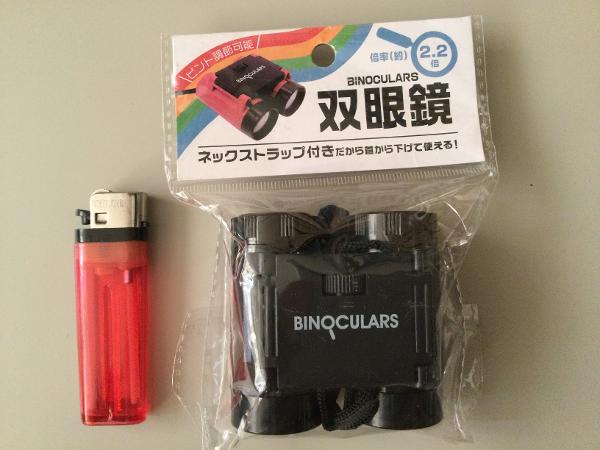 ピント調節可能
倍率(約)
2.2
倍
BINOCULARS
双眼鏡
ネックストラップ付きだから首から下げて使える!
BINOCULARS